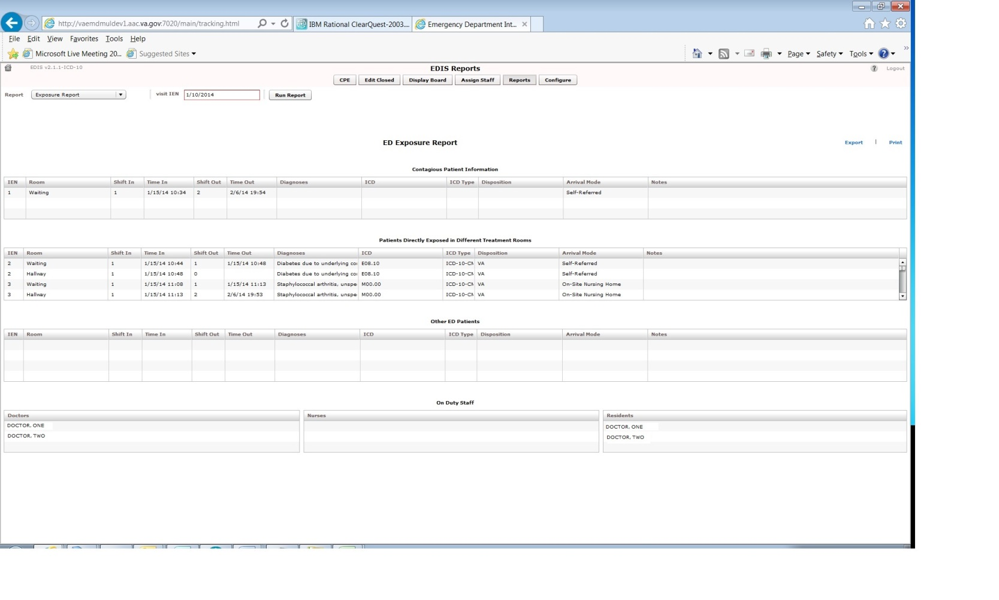 http://vaemdmuldev1.aac.va.gov:7020/main/tracking.html IBM Rational ClearQuest-2003.... Emergency Department Int...
File Edit View Favorites Tools Help
Microsoft Live Meeting 20... Suggested Sites Page Safety Tools
EDIS v2.1.1-ICD-10 EDIS Reports ? Logout
CPE Edit Closed Display Board Assign Staff Reports Configure
Report Exposure Report visit IEN 1/10/2014 Run Report
ED Exposure Report Export | Print
Contagious Patient Information
IEN Room Shift In Time In Shift Out Time Out Diagnoses ICD ICD Type Disposition Arrival Mode Notes
1 Waiting 1 1/15/14 10:34 2 2/6/14 19:54 Self-Referred
Patients Directly Exposed in Different Treatment Rooms
IEN Room Shift In Time In Shift Out Time Out Diagnoses ICD ICD Type Disposition Arrival Mode Notes
2 Waiting 1 1/15/14 10:44 1 1/15/14 10:48 Diabetes due to underlying co E08.10 ICD-10-CM VA Self-Referred
2 Hallway 1 1/15/14 10:48 0 Diabetes due to underlying co E08.10 ICD-10-CM VA Self-Referred
3 Waiting 1 1/15/14 11:08 1 1/15/14 11:13 Staphylococcal arthritis, unspe M00.00 ICD-10-CM VA On-Site Nursing Home
3 Hallway 1 1/15/14 11:13 2 2/6/14 19:53 Staphylococcal arthritis, unspe M00.00 ICD-10-CM VA On-Site Nursing Home
Other ED Patients
IEN Room Shift In Time In Shift Out Time Out Diagnoses ICD ICD Type Disposition Arrival Mode Notes
On Duty Staff
Doctors Nurses Residents
DOCTOR, ONE DOCTOR, ONE
DOCTOR, TWO DOCTOR, TWO